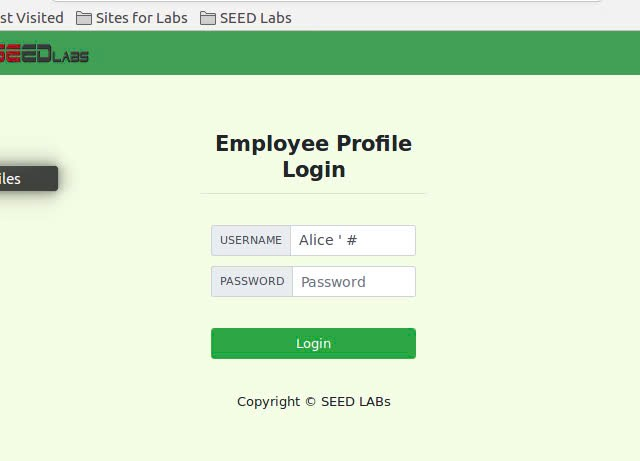 st Visited Sites for Labs SEED Labs
SEEDLABS
Employee Profile
Login
iles
USERNAME Alice ' #
PASSWORD Password
Login
Copyright © SEED LABs